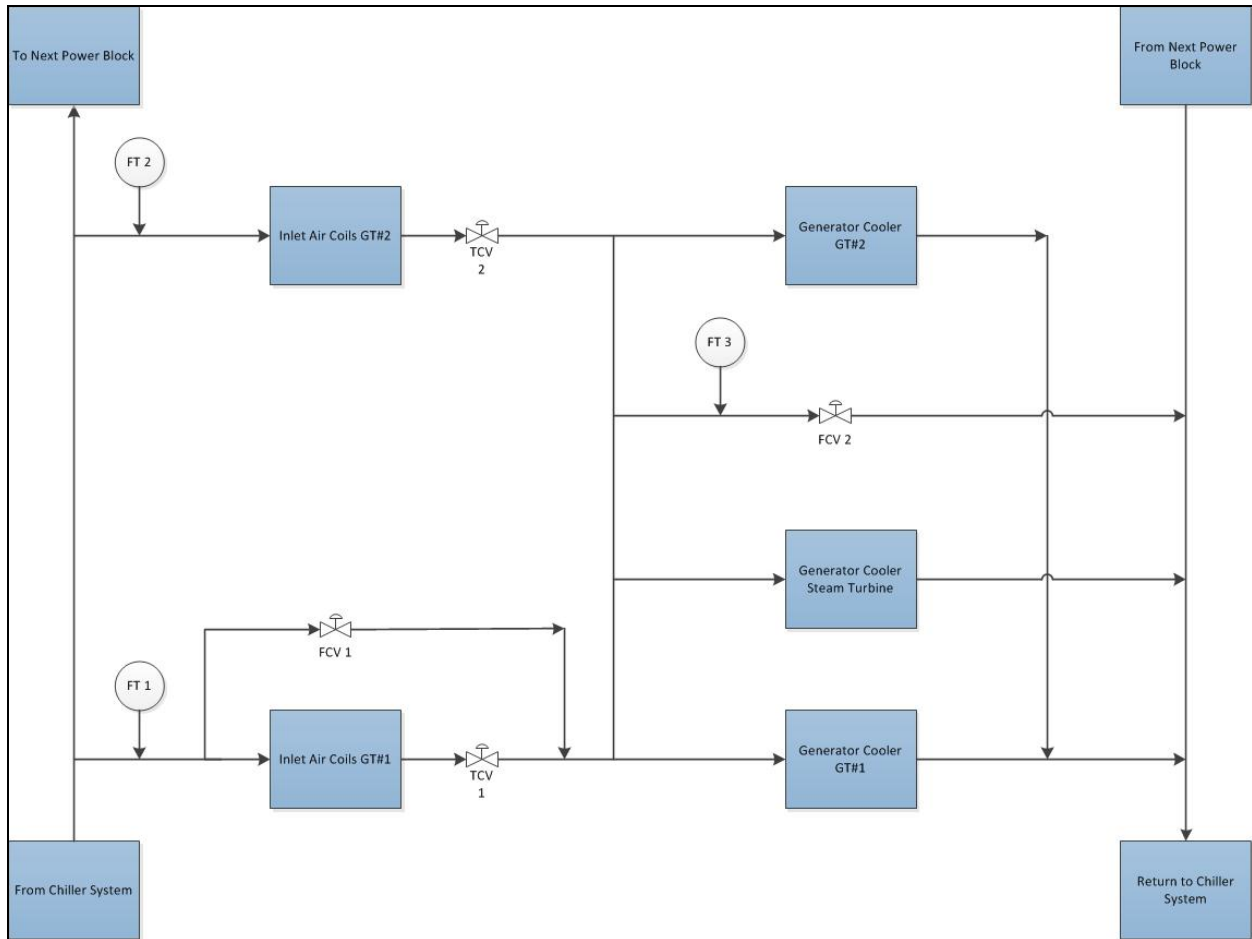 To Next Power Block
From Next Power
Block
FT 2
Inlet Air Coils GT#2
TCV
2
Generator Cooler
GT#2
FT 3
FCV 2
Generator Cooler
Steam Turbine
FCV 1
FT 1
Inlet Air Coils GT#1
TCV
1
Generator Cooler
GT#1
From Chiller System
Return to Chiller
System